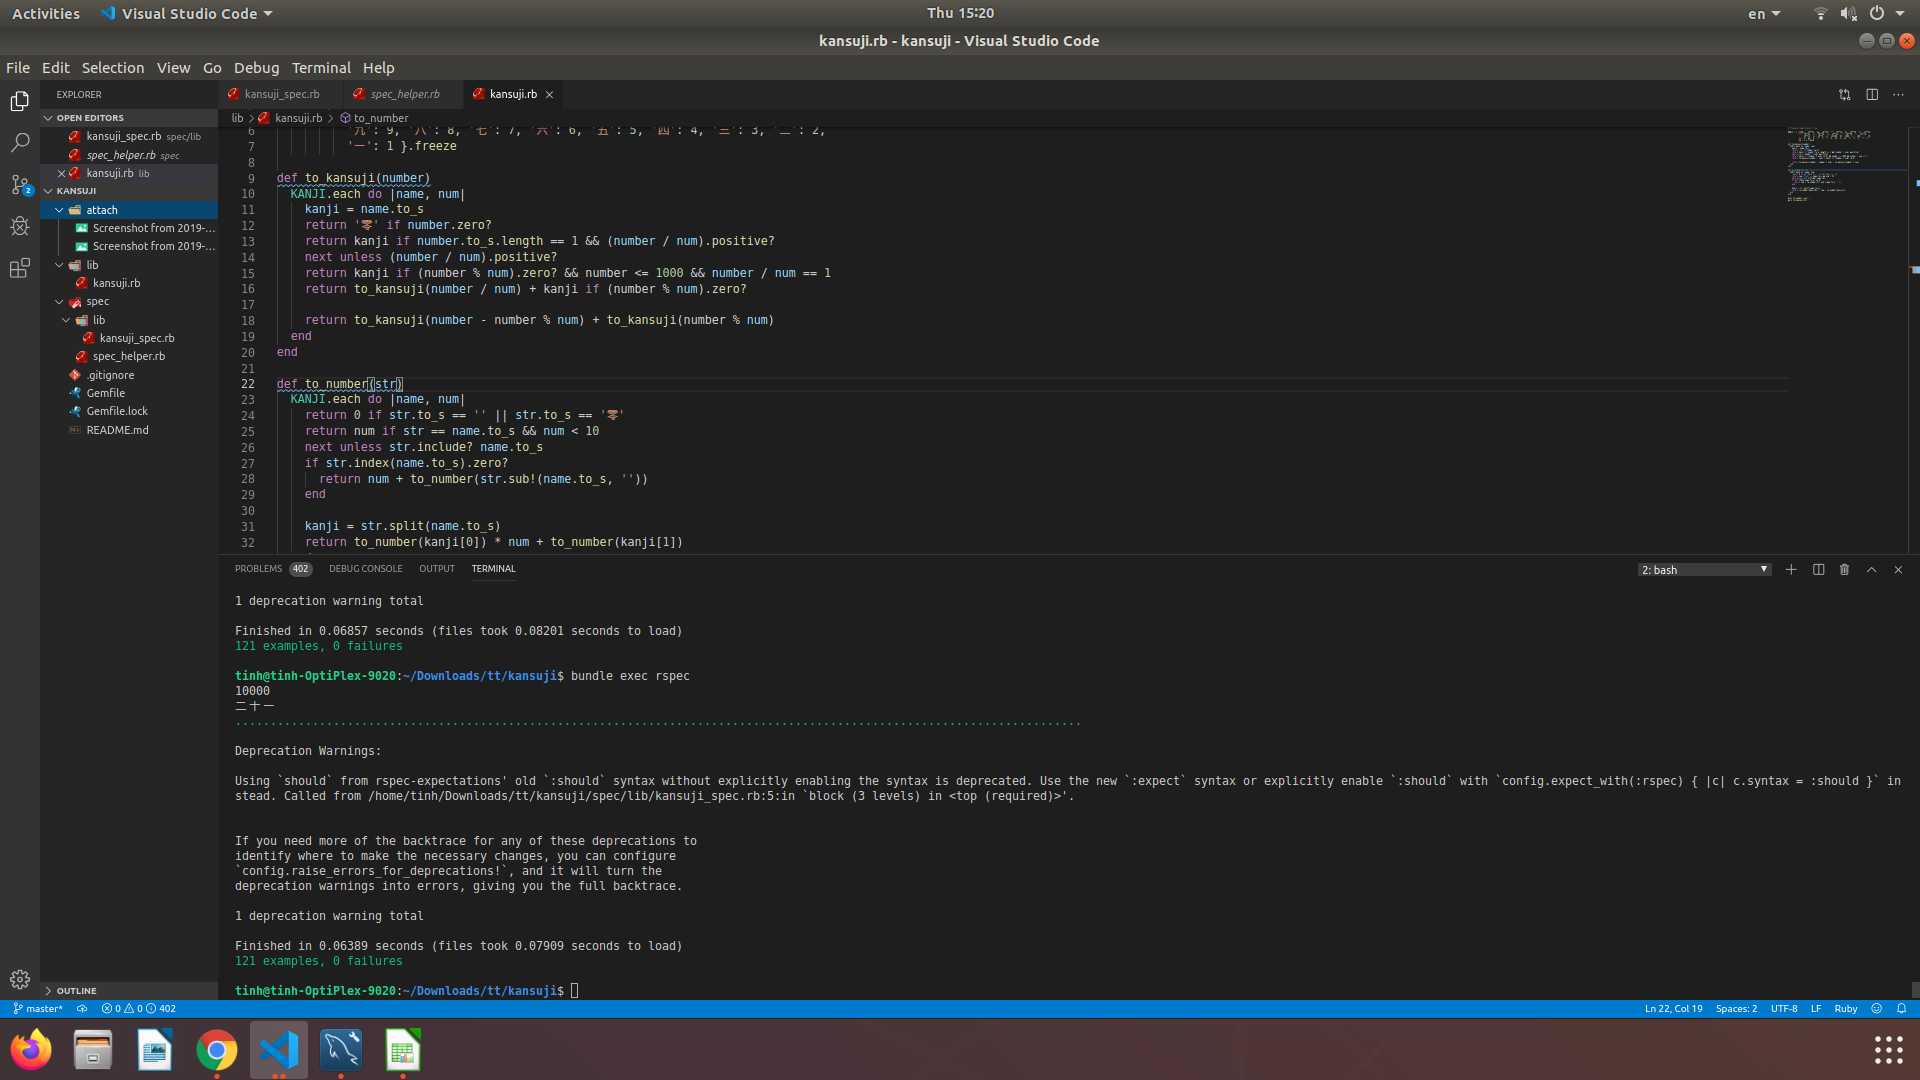 Activities
Visual Studio Code
Thu 15:20
en
kansuji.rb - kansuji - Visual Studio Code
File Edit Selection View Go Debug Terminal Help
EXPLORER
OPEN EDITORS
kansuji_spec.rb spec/lib
spec_helper.rb spec
kansuji.rb lib
KANSUJI
attach
Screenshot from 2019-...
Screenshot from 2019-...
lib
kansuji.rb
spec
lib
kansuji_spec.rb
spec_helper.rb
.gitignore
Gemfile
Gemfile.lock
README.md
OUTLINE
kansuji_spec.rb
spec_helper.rb
kansuji.rb
lib > kansuji.rb > to_number
6 '九': 9, '八': 8, '七': 7, '六': 6, '五': 5, '四': 4, '三': 3, '二': 2,
7 '一': 1 }.freeze
8
9 def to_kansuji(number)
10 KANJI.each do |name, num|
11 kanji = name.to_s
12 return '零' if number.zero?
13 return kanji if number.to_s.length == 1 && (number / num).positive?
14 next unless (number / num).positive?
15 return kanji if (number % num).zero? && number <= 1000 && number / num == 1
16 return to_kansuji(number / num) + kanji if (number % num).zero?
17
18 return to_kansuji(number - number % num) + to_kansuji(number % num)
19 end
20 end
21
22 def to_number(str)
23 KANJI.each do |name, num|
24 return 0 if str.to_s == '' || str.to_s == '零'
25 return num if str == name.to_s && num < 10
26 next unless str.include? name.to_s
27 if str.index(name.to_s).zero?
28 return num + to_number(str.sub!(name.to_s, ''))
29 end
30
31 kanji = str.split(name.to_s)
32 return to_number(kanji[0]) * num + to_number(kanji[1])
PROBLEMS 402 DEBUG CONSOLE OUTPUT TERMINAL
2: bash
1 deprecation warning total
Finished in 0.06857 seconds (files took 0.08201 seconds to load)
121 examples, 0 failures
tinh@tinh-OptiPlex-9020:~/Downloads/tt/kansuji$ bundle exec rspec
10000
二十一
.........................................................................................................................
Deprecation Warnings:
Using `should` from rspec-expectations' old `:should` syntax without explicitly enabling the syntax is deprecated. Use the new `:expect` syntax or explicitly enable `:should` with `config.expect_with(:rspec) { |c| c.syntax = :should }` in
stead. Called from /home/tinh/Downloads/tt/kansuji/spec/lib/kansuji_spec.rb:5:in `block (3 levels) in <top (required)>'.
If you need more of the backtrace for any of these deprecations to
identify where to make the necessary changes, you can configure
`config.raise_errors_for_deprecations!`, and it will turn the
deprecation warnings into errors, giving you the full backtrace.
1 deprecation warning total
Finished in 0.06389 seconds (files took 0.07909 seconds to load)
121 examples, 0 failures
tinh@tinh-OptiPlex-9020:~/Downloads/tt/kansuji$
master* 0 0 402
Ln 22, Col 19 Spaces: 2 UTF-8 LF Ruby